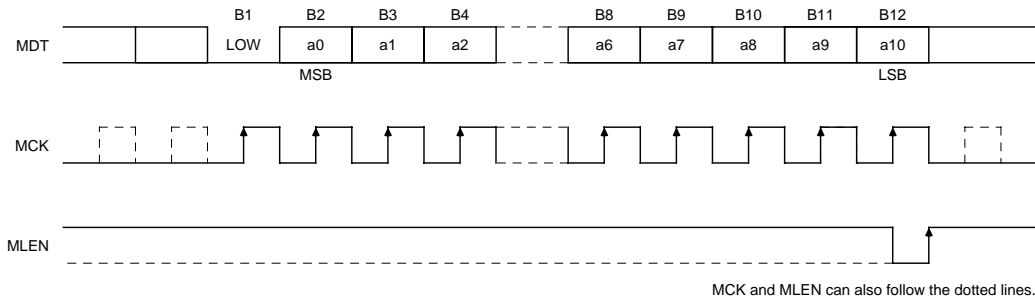 B1 B2 B3 B4 B8 B9 B10 B11 B12
MDT LOW a0 a1 a2 a6 a7 a8 a9 a10
MSB LSB
MCK
MLEN
MCK and MLEN can also follow the dotted lines.